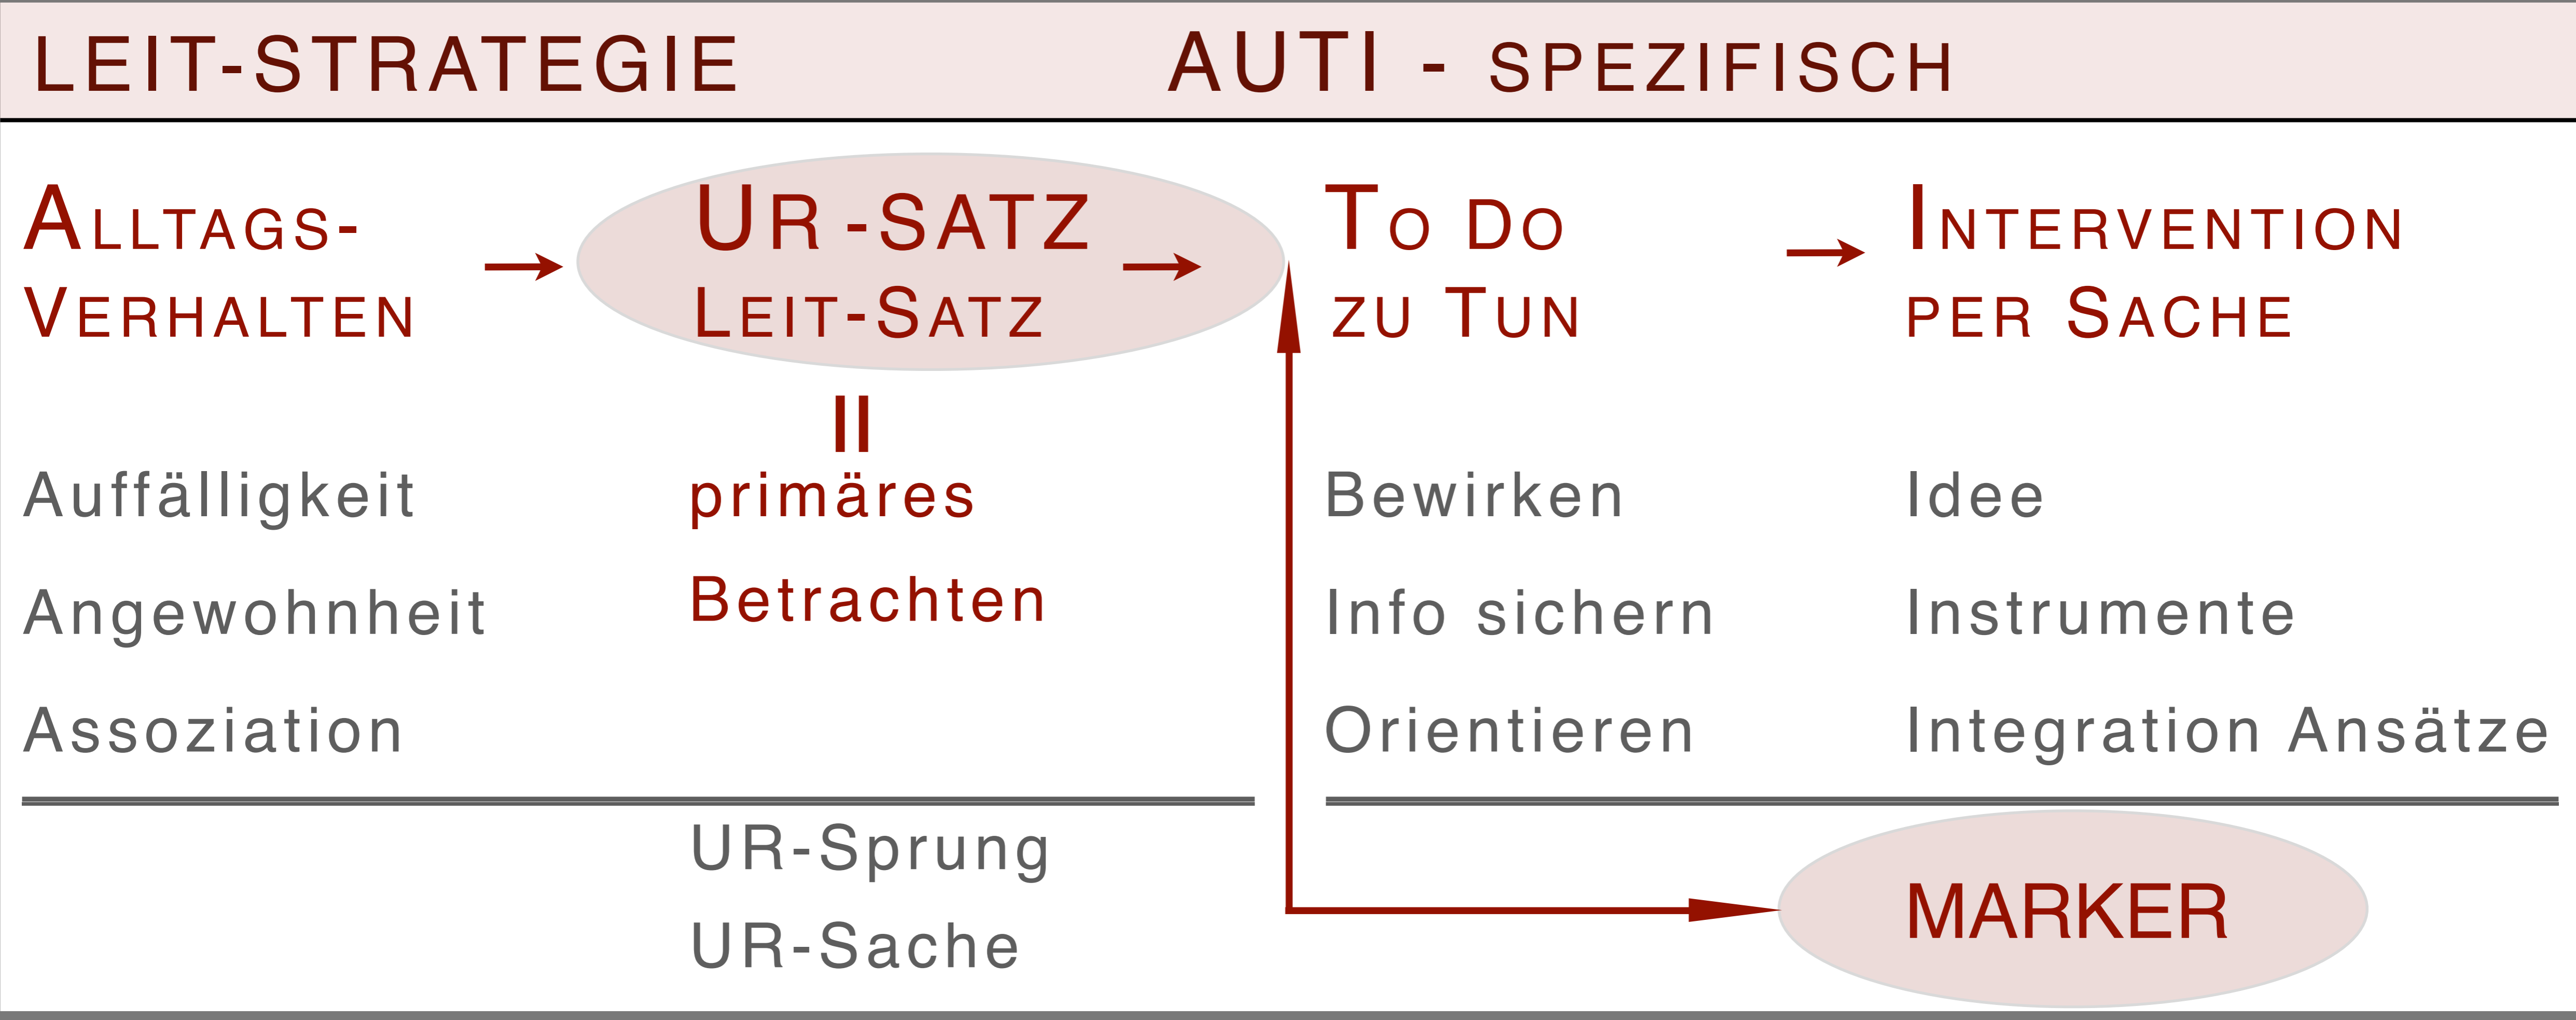 LEIT-STRATEGIE AUTI - SPEZIFISCH
ALLTAGS-
VERHALTEN
→
UR -SATZ
LEIT-SATZ
→
TO DO
ZU TUN
→
INTERVENTION
PER SACHE
Auffälligkeit
Angewohnheit
Assoziation
=
primäres
Betrachten
Bewirken
Info sichern
Orientieren
Idee
Instrumente
Integration Ansätze
UR-Sprung
UR-Sache
MARKER